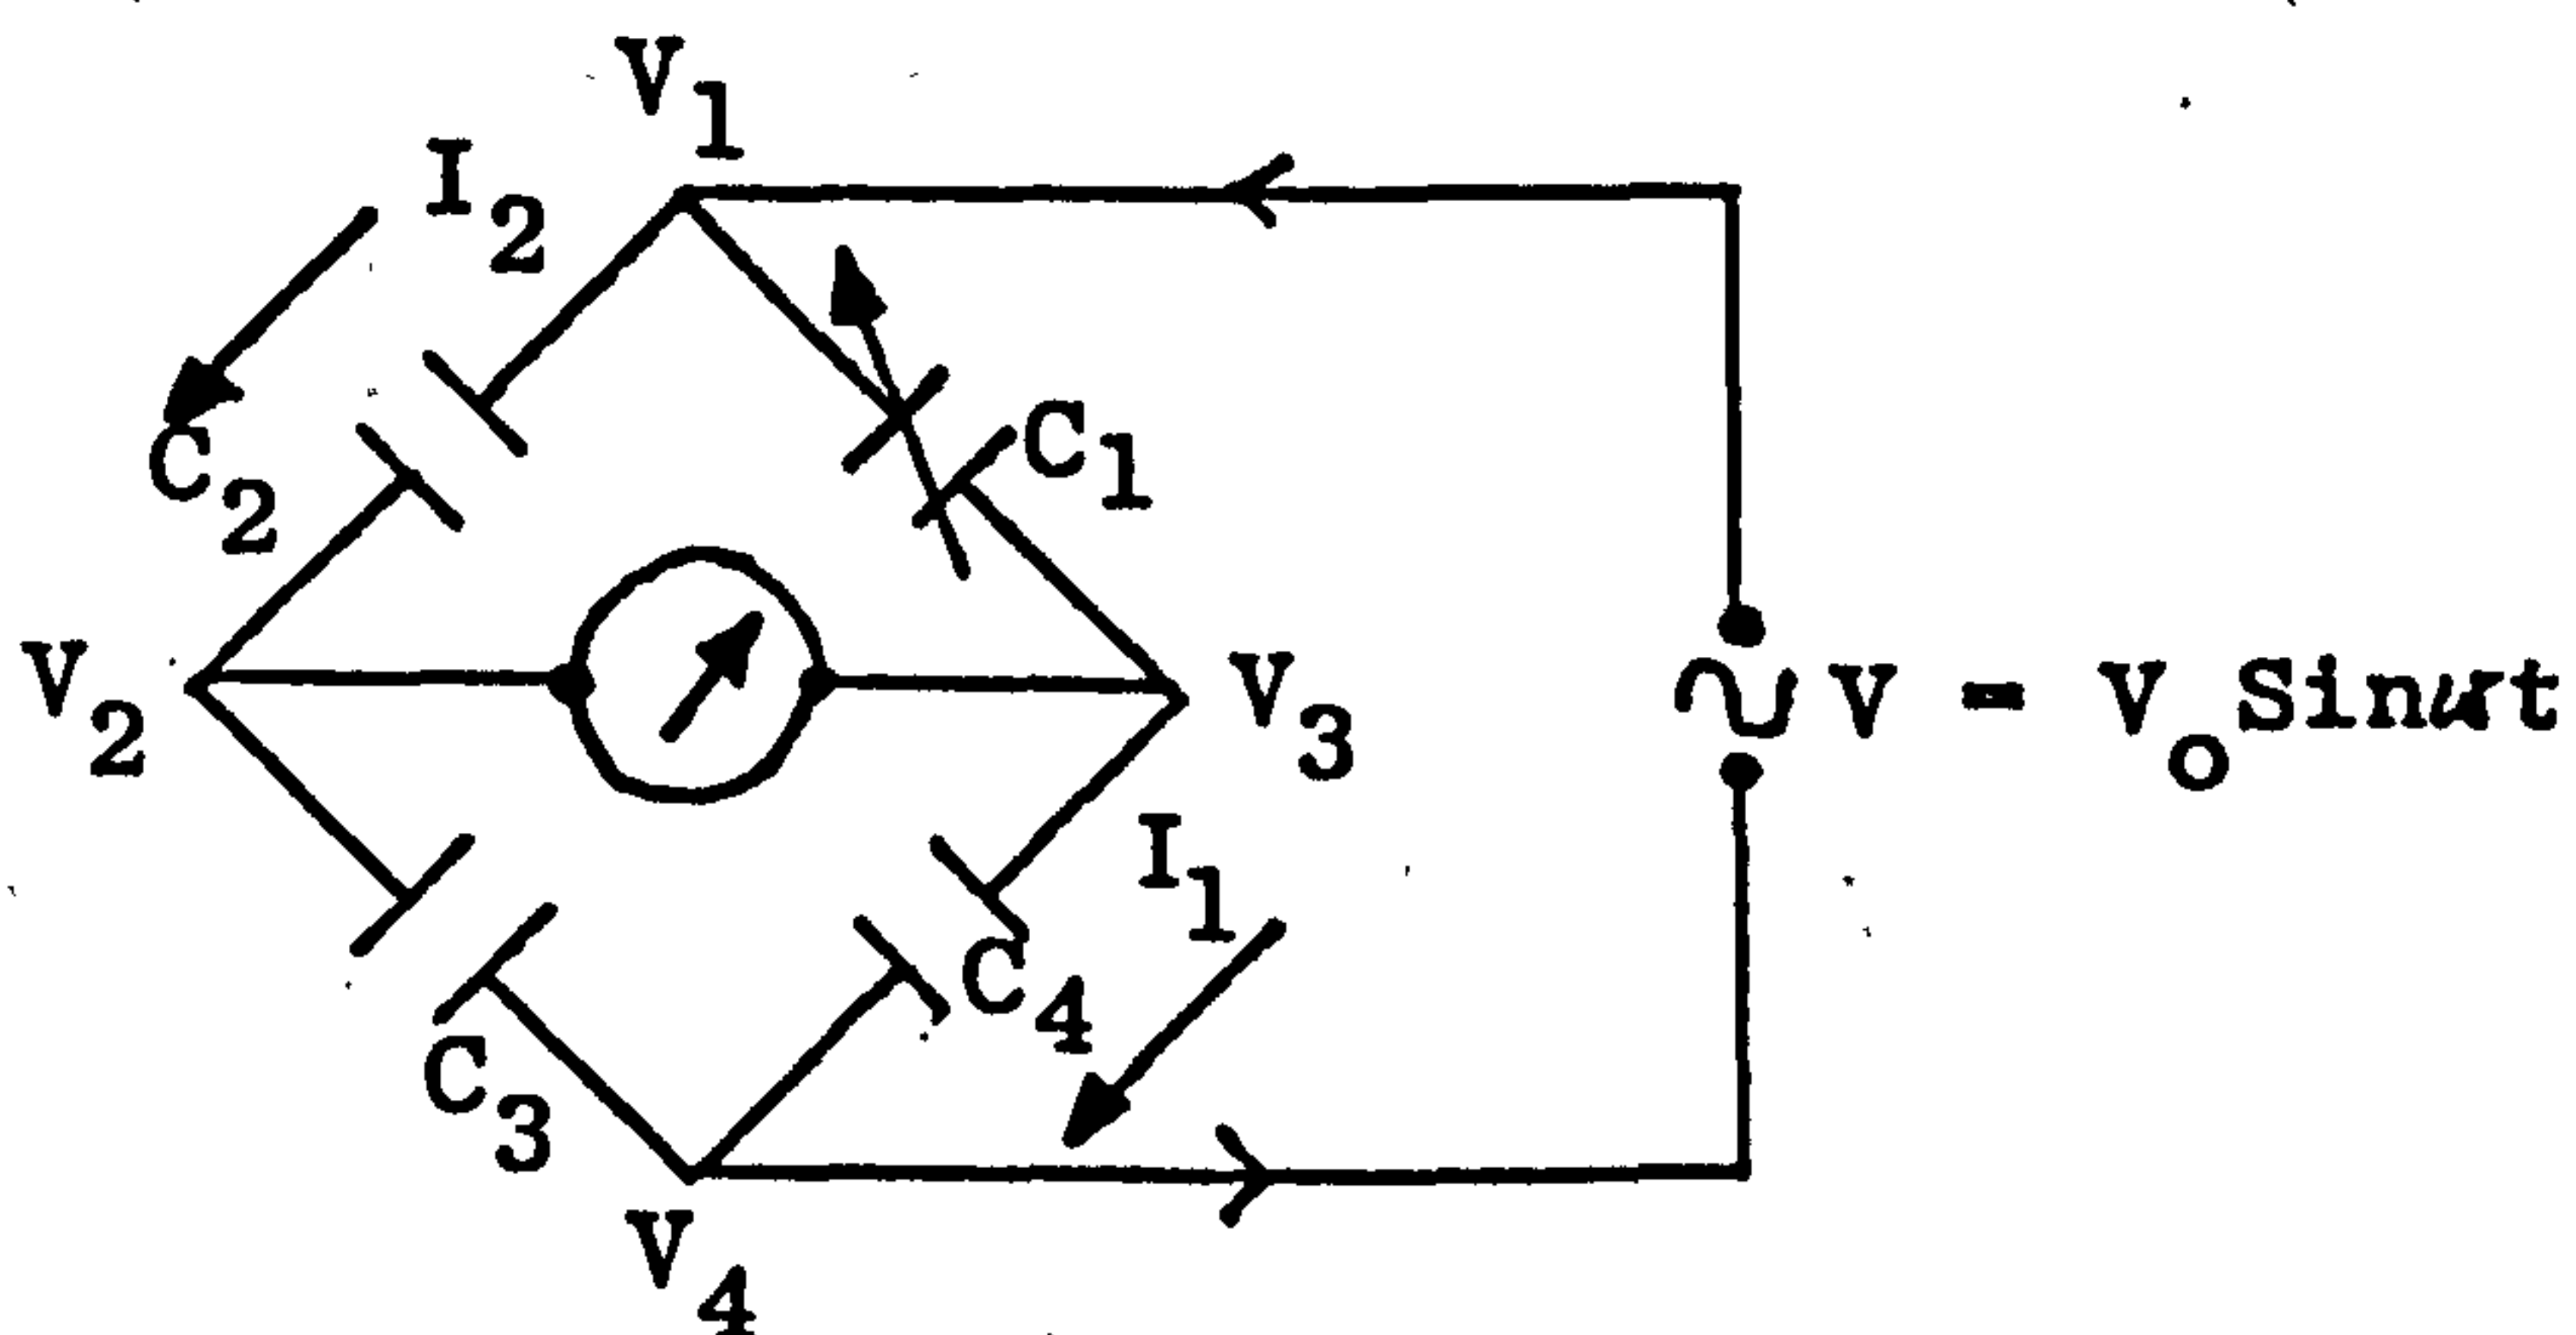 V1
I2
C2
C1
V2
V3
V = VoSinωt
I1
C4
C3
V4